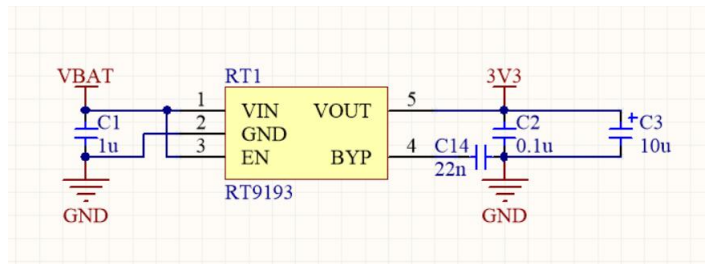 VBAT
RT1
3V3
1
VIN
VOUT
5
C1
1u
2
GND
3
EN
BYP
4
C14
22n
C2
0.1u
+
C3
10u
RT9193
GND
GND